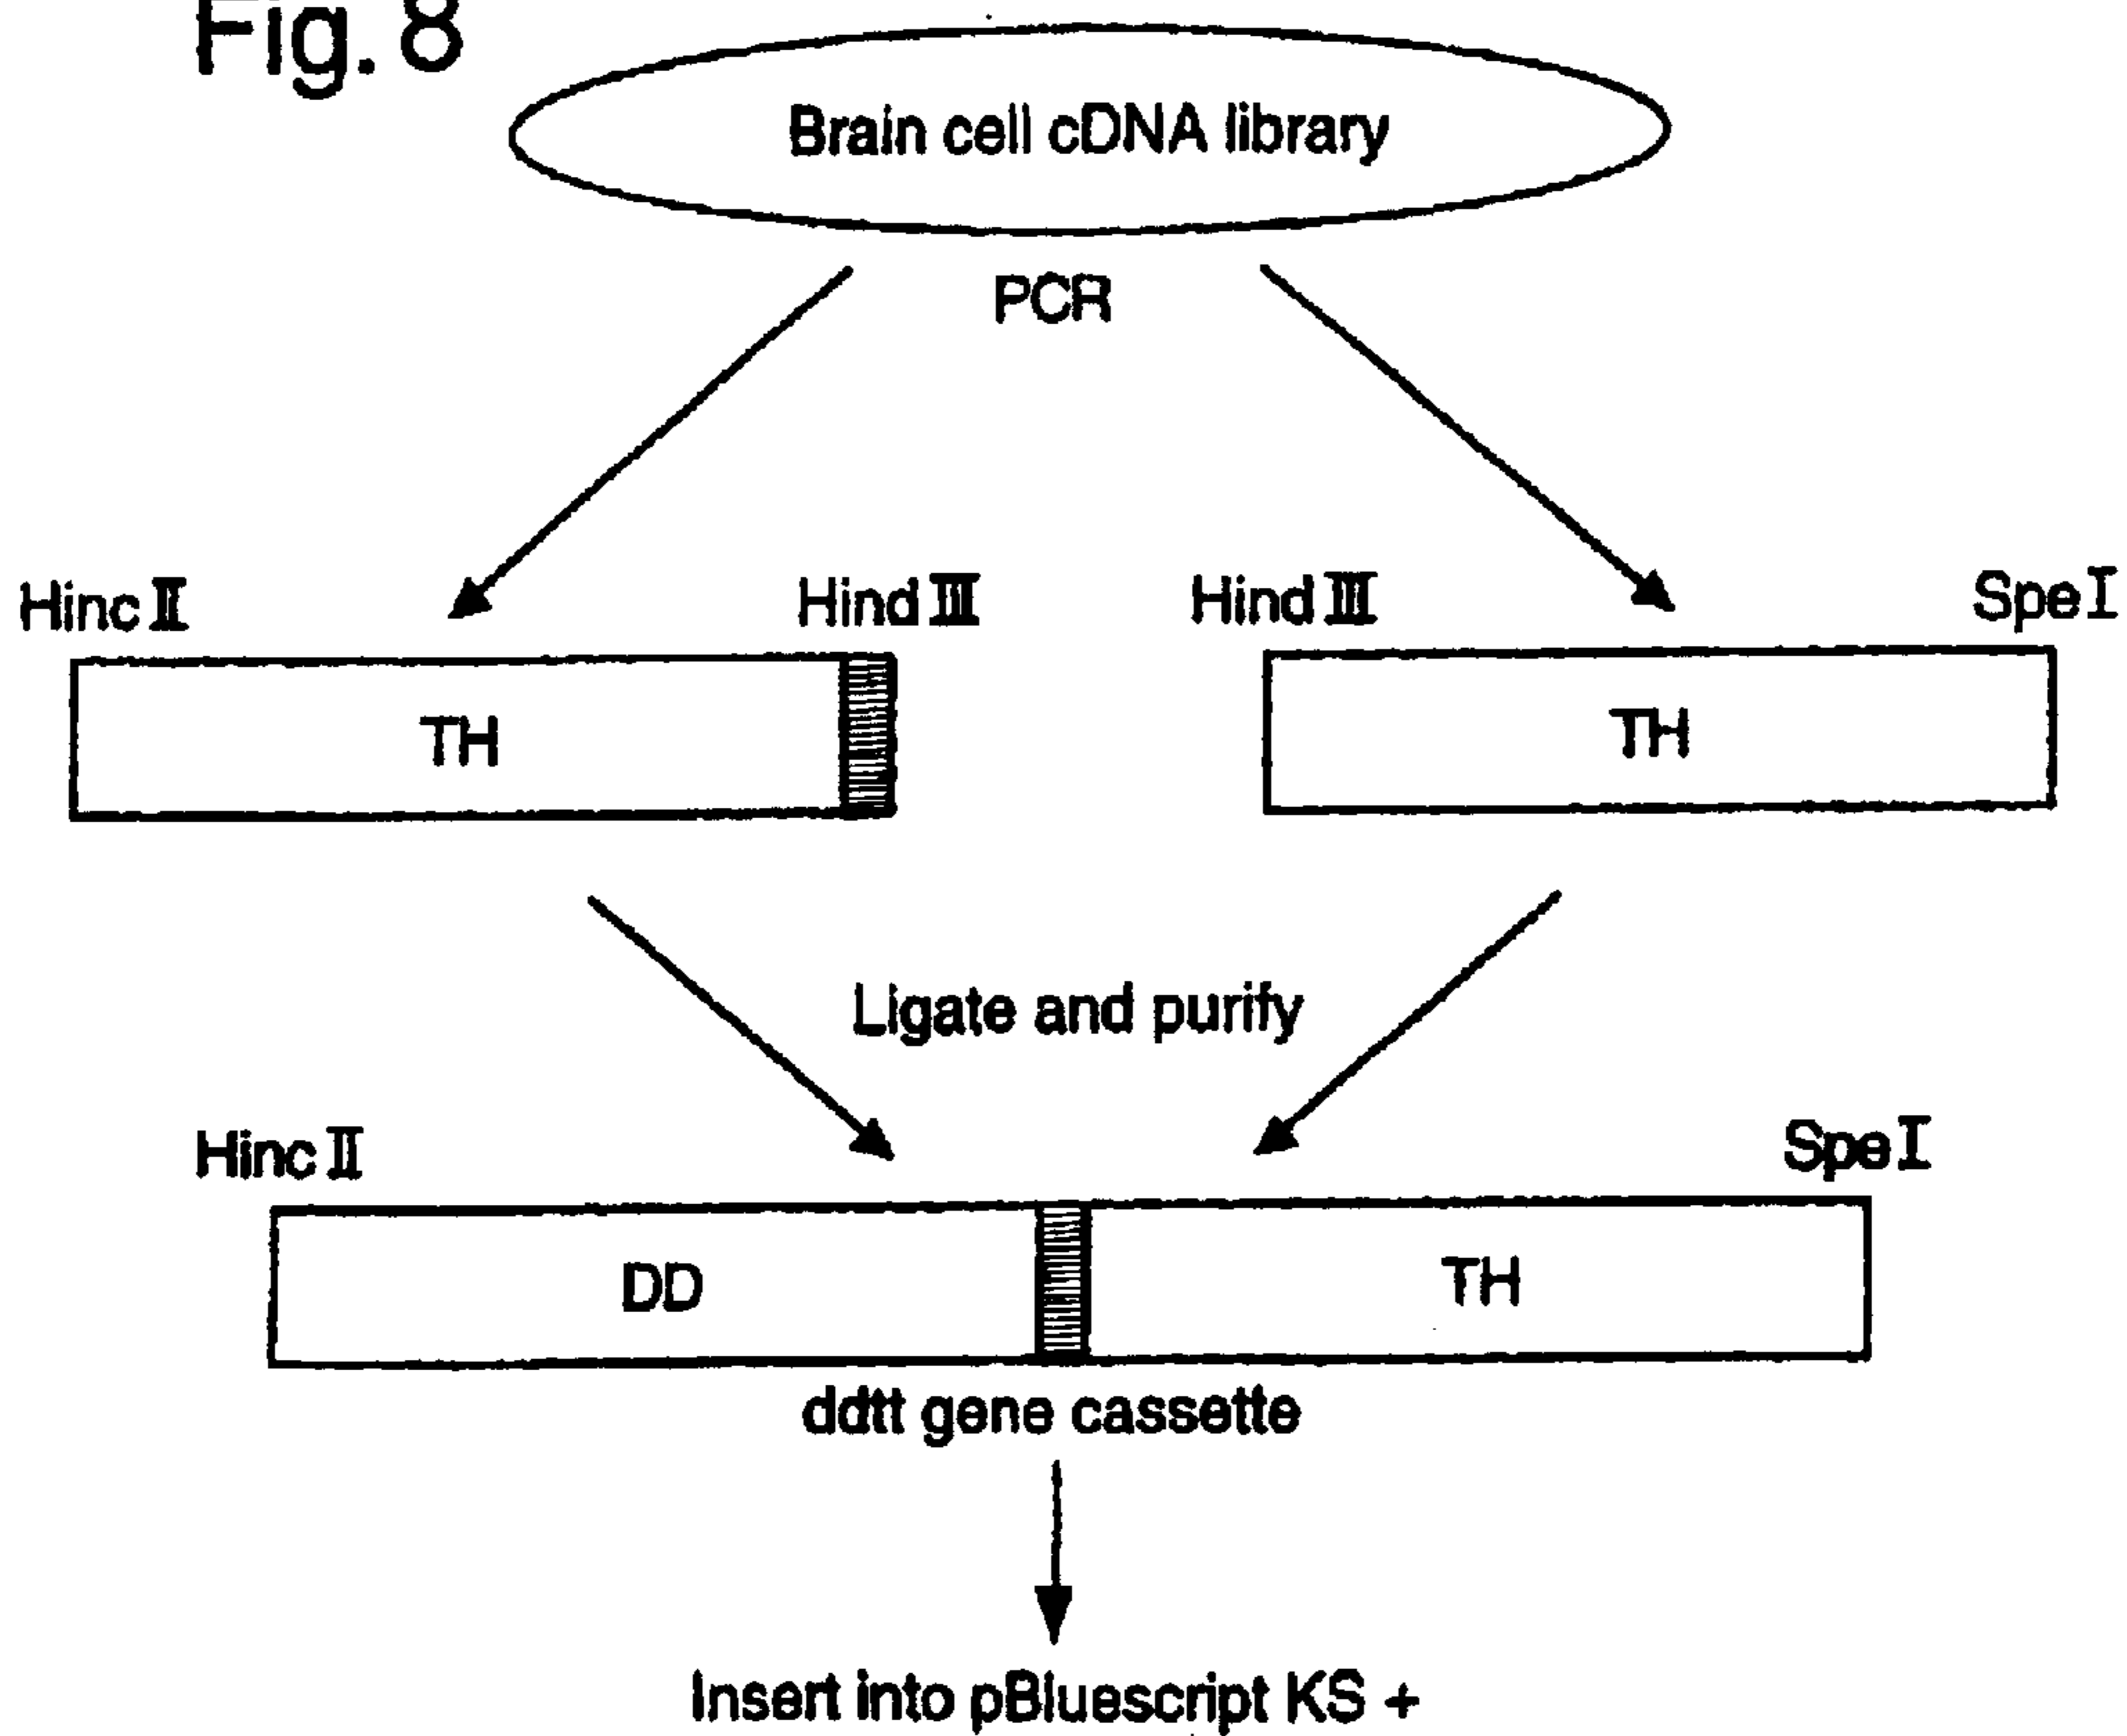 Fig. 8
Brain cell cDNA library
PCR
Hinc II
Hind III
Hind III
Spe I
TH
TH
Ligate and purify
Hinc II
Spe I
DD
TH
ddtt gene cassette
Insert into pBluescript KS +